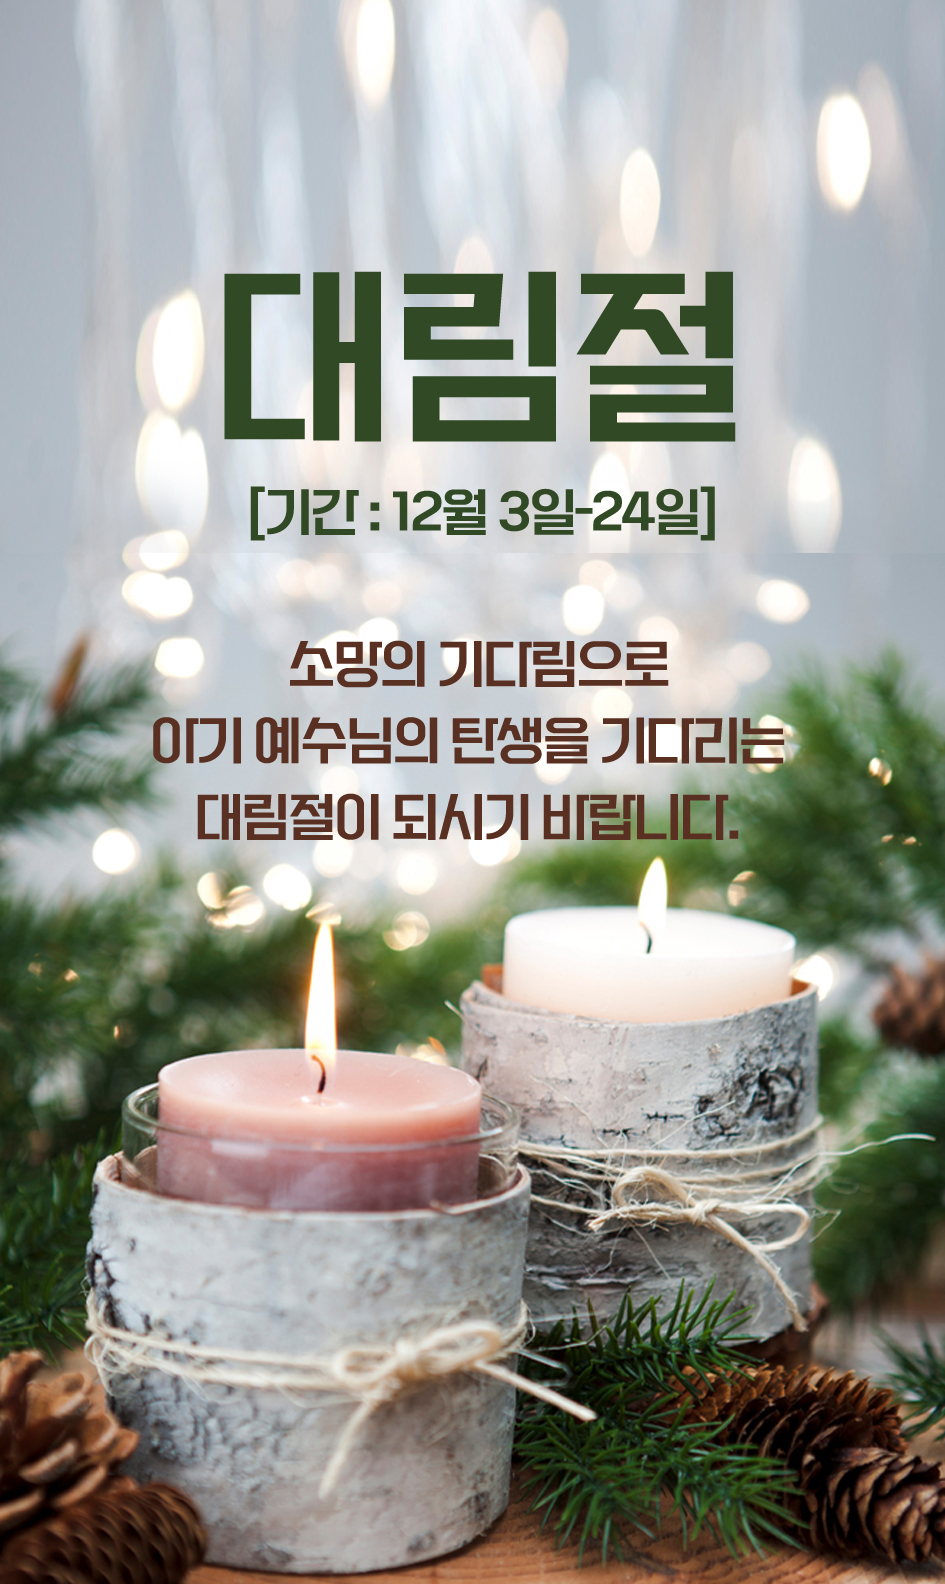 대림절
[기간 : 12월 3일-24일]
소망의 기다림으로
아기 예수님의 탄생을 기다리는
대림절이 되시기 바랍니다.